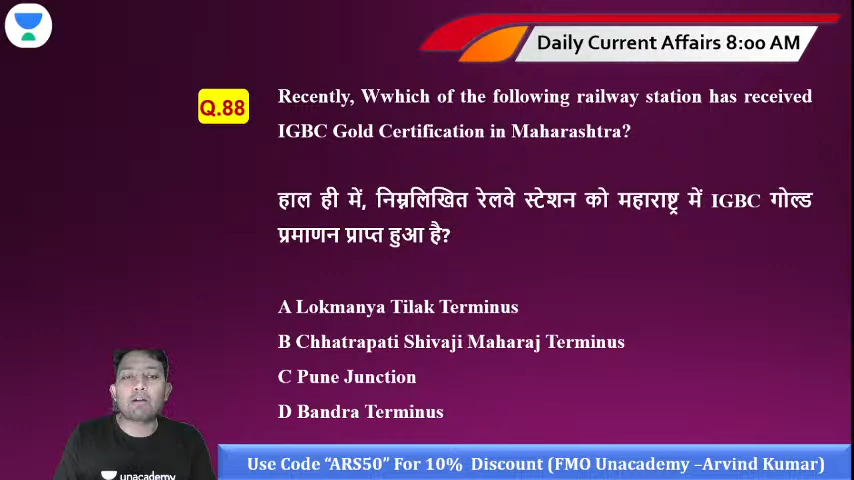 Daily Current Affairs 8:00 AM
Q.88
Recently, Wwhich of the following railway station has received
IGBC Gold Certification in Maharashtra?
हाल ही में, निम्नलिखित रेलवे स्टेशन को महाराष्ट्र में IGBC गोल्ड
प्रमाणन प्राप्त हुआ है?
A Lokmanya Tilak Terminus
B Chhatrapati Shivaji Maharaj Terminus
C Pune Junction
D Bandra Terminus
unacademy
Use Code “ARS50” For 10% Discount (FMO Unacademy –Arvind Kumar)